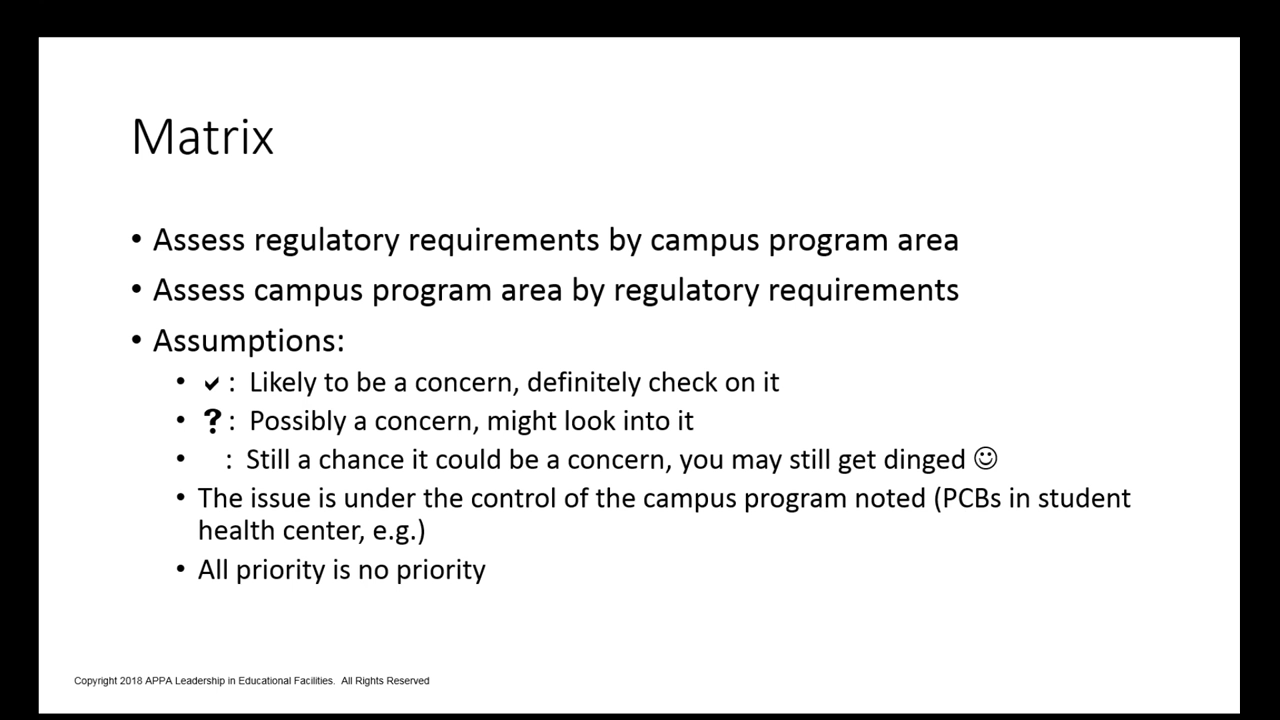 Matrix
• Assess regulatory requirements by campus program area
• Assess campus program area by regulatory requirements
• Assumptions:
• ✔ : Likely to be a concern, definitely check on it
• ? : Possibly a concern, might look into it
• : Still a chance it could be a concern, you may still get dinged ☺
• The issue is under the control of the campus program noted (PCBs in student
health center, e.g.)
• All priority is no priority
Copyright 2018 APPA Leadership in Educational Facilities. All Rights Reserved